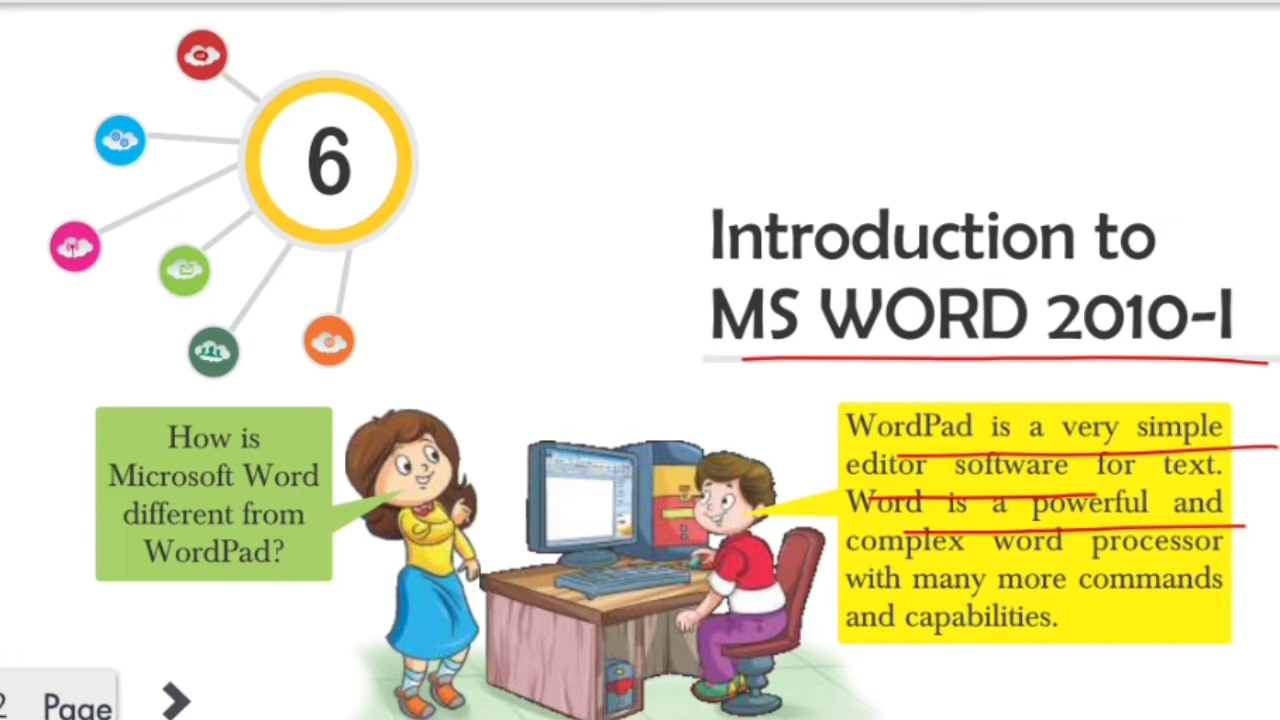 6
Introduction to
MS WORD 2010-I
How is
Microsoft Word
different from
WordPad?
WordPad is a very simple
editor software for text.
Word is a powerful and
complex word processor
with many more commands
and capabilities.
2 Page